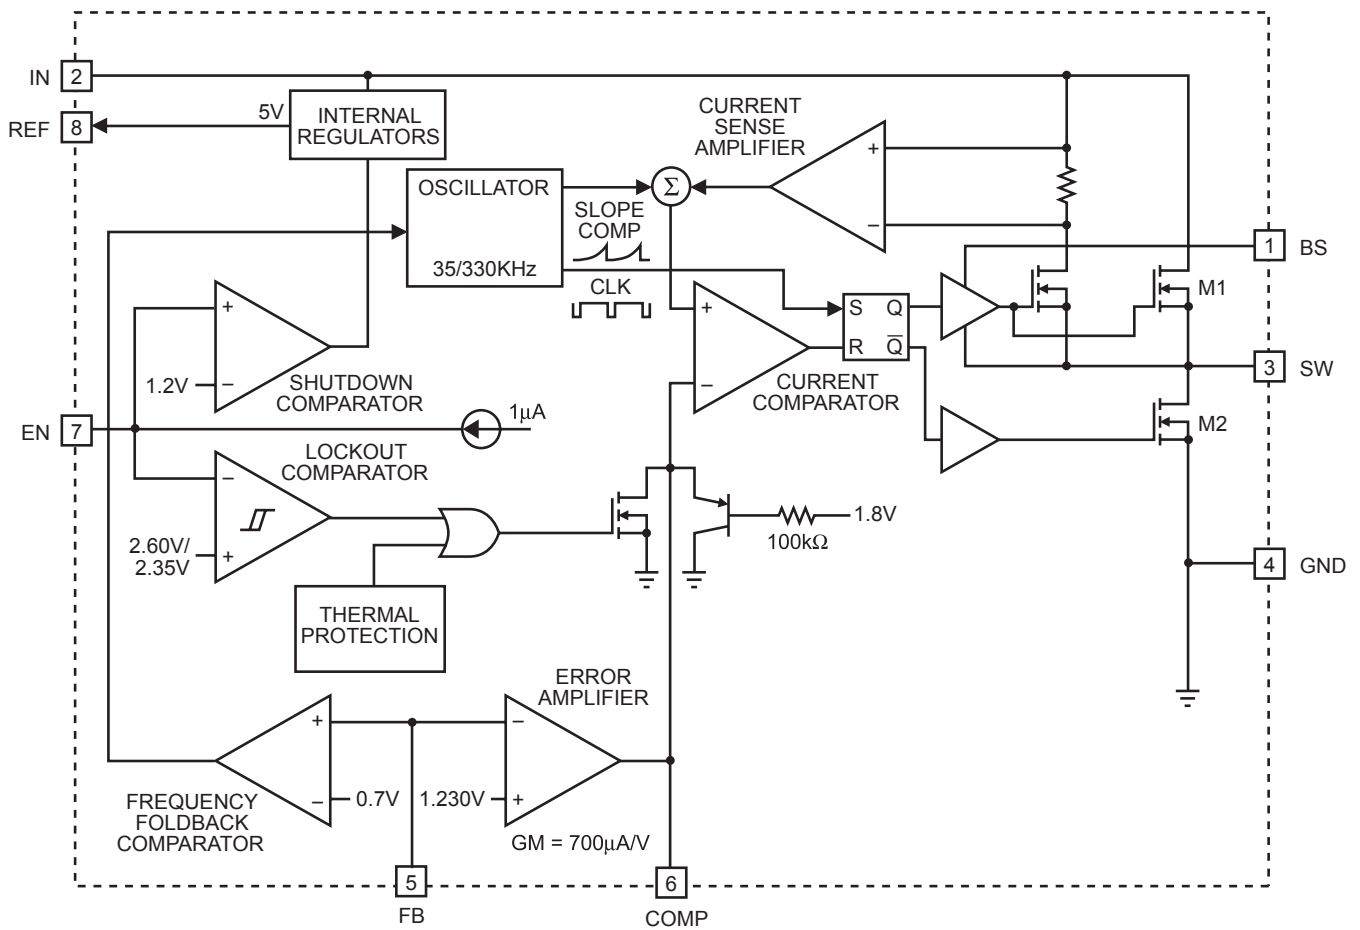 IN 2
REF 8
5V
INTERNAL
REGULATORS
OSCILLATOR
35/330KHz
CURRENT
SENSE
AMPLIFIER
+
–
Σ
SLOPE
COMP
CLK
1 BS
M1
+
–
1.2V
SHUTDOWN
COMPARATOR
+
–
CURRENT
COMPARATOR
S Q
R Q̅
3 SW
M2
EN 7
1μA
LOCKOUT
COMPARATOR
–
+
2.60V/
2.35V
1.8V
100kΩ
4 GND
THERMAL
PROTECTION
ERROR
AMPLIFIER
+
–
0.7V
FREQUENCY
FOLDBACK
COMPARATOR
–
+
1.230V
GM = 700μA/V
5
FB
6
COMP